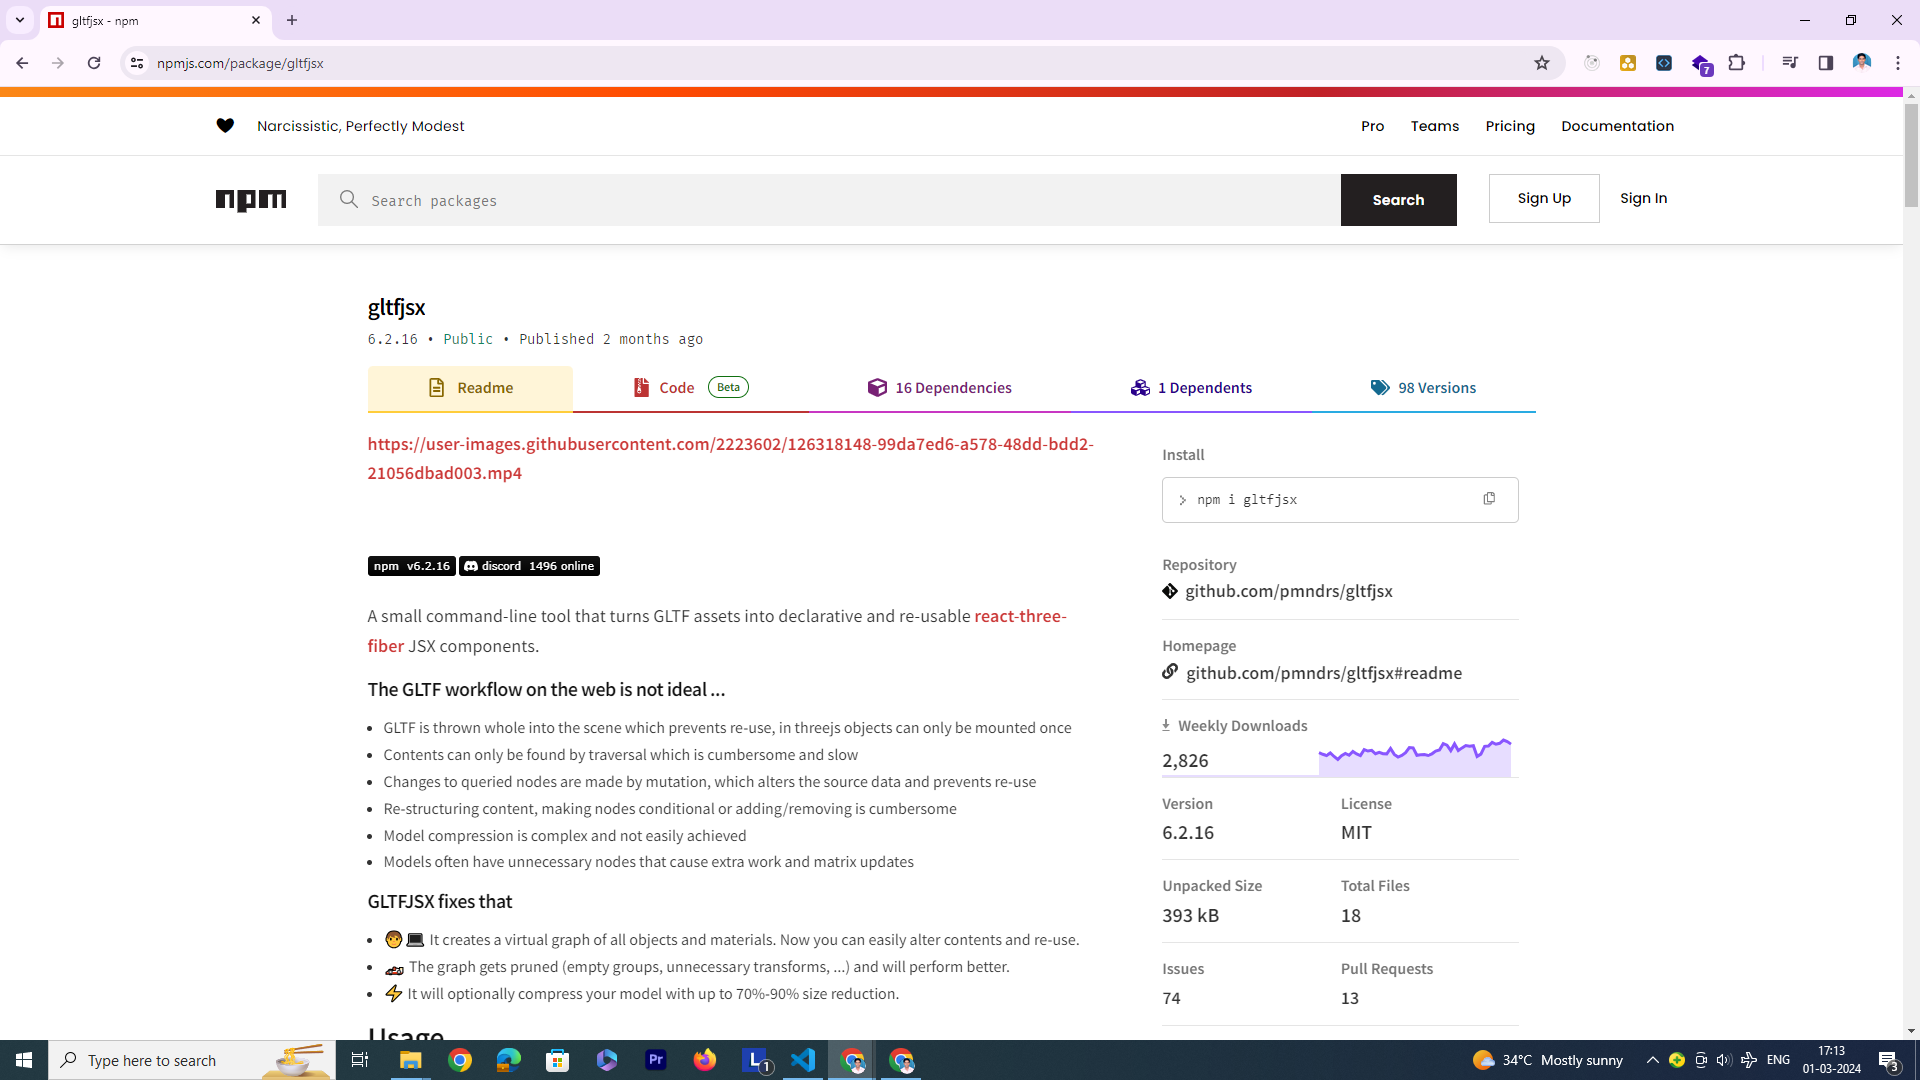 gltfjsx - npm
npmjs.com/package/gltfjsx
7
Narcissistic, Perfectly Modest
Pro Teams Pricing Documentation
npm
Search packages
Search
Sign Up
Sign In
gltfjsx
6.2.16 • Public • Published 2 months ago
Readme
Code Beta
16 Dependencies
1 Dependents
98 Versions
https://user-images.githubusercontent.com/2223602/126318148-99da7ed6-a578-48dd-bdd2-
21056dbad003.mp4
npm v6.2.16 discord 1496 online
A small command-line tool that turns GLTF assets into declarative and re-usable react-three-
fiber JSX components.
The GLTF workflow on the web is not ideal ...
• GLTF is thrown whole into the scene which prevents re-use, in threejs objects can only be mounted once
• Contents can only be found by traversal which is cumbersome and slow
• Changes to queried nodes are made by mutation, which alters the source data and prevents re-use
• Re-structuring content, making nodes conditional or adding/removing is cumbersome
• Model compression is complex and not easily achieved
• Models often have unnecessary nodes that cause extra work and matrix updates
GLTFJSX fixes that
• 🧑‍💻 It creates a virtual graph of all objects and materials. Now you can easily alter contents and re-use.
• 🏎️ The graph gets pruned (empty groups, unnecessary transforms, ...) and will perform better.
• ⚡ It will optionally compress your model with up to 70%-90% size reduction.
Usage
Install
> npm i gltfjsx
Repository
github.com/pmndrs/gltfjsx
Homepage
github.com/pmndrs/gltfjsx#readme
Weekly Downloads
2,826
Version License
6.2.16 MIT
Unpacked Size Total Files
393 kB 18
Issues Pull Requests
74 13
Type here to search
Pr
L 1
34°C Mostly sunny
ENG
17:13
01-03-2024
3